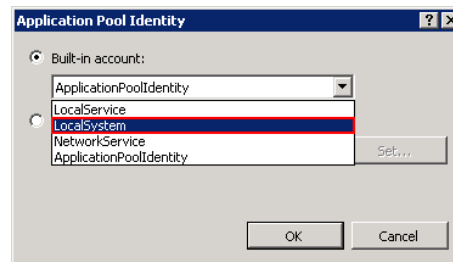 Application Pool Identity
Built-in account:
ApplicationPoolIdentity
LocalService
LocalSystem
NetworkService
ApplicationPoolIdentity
Set...
OK Cancel